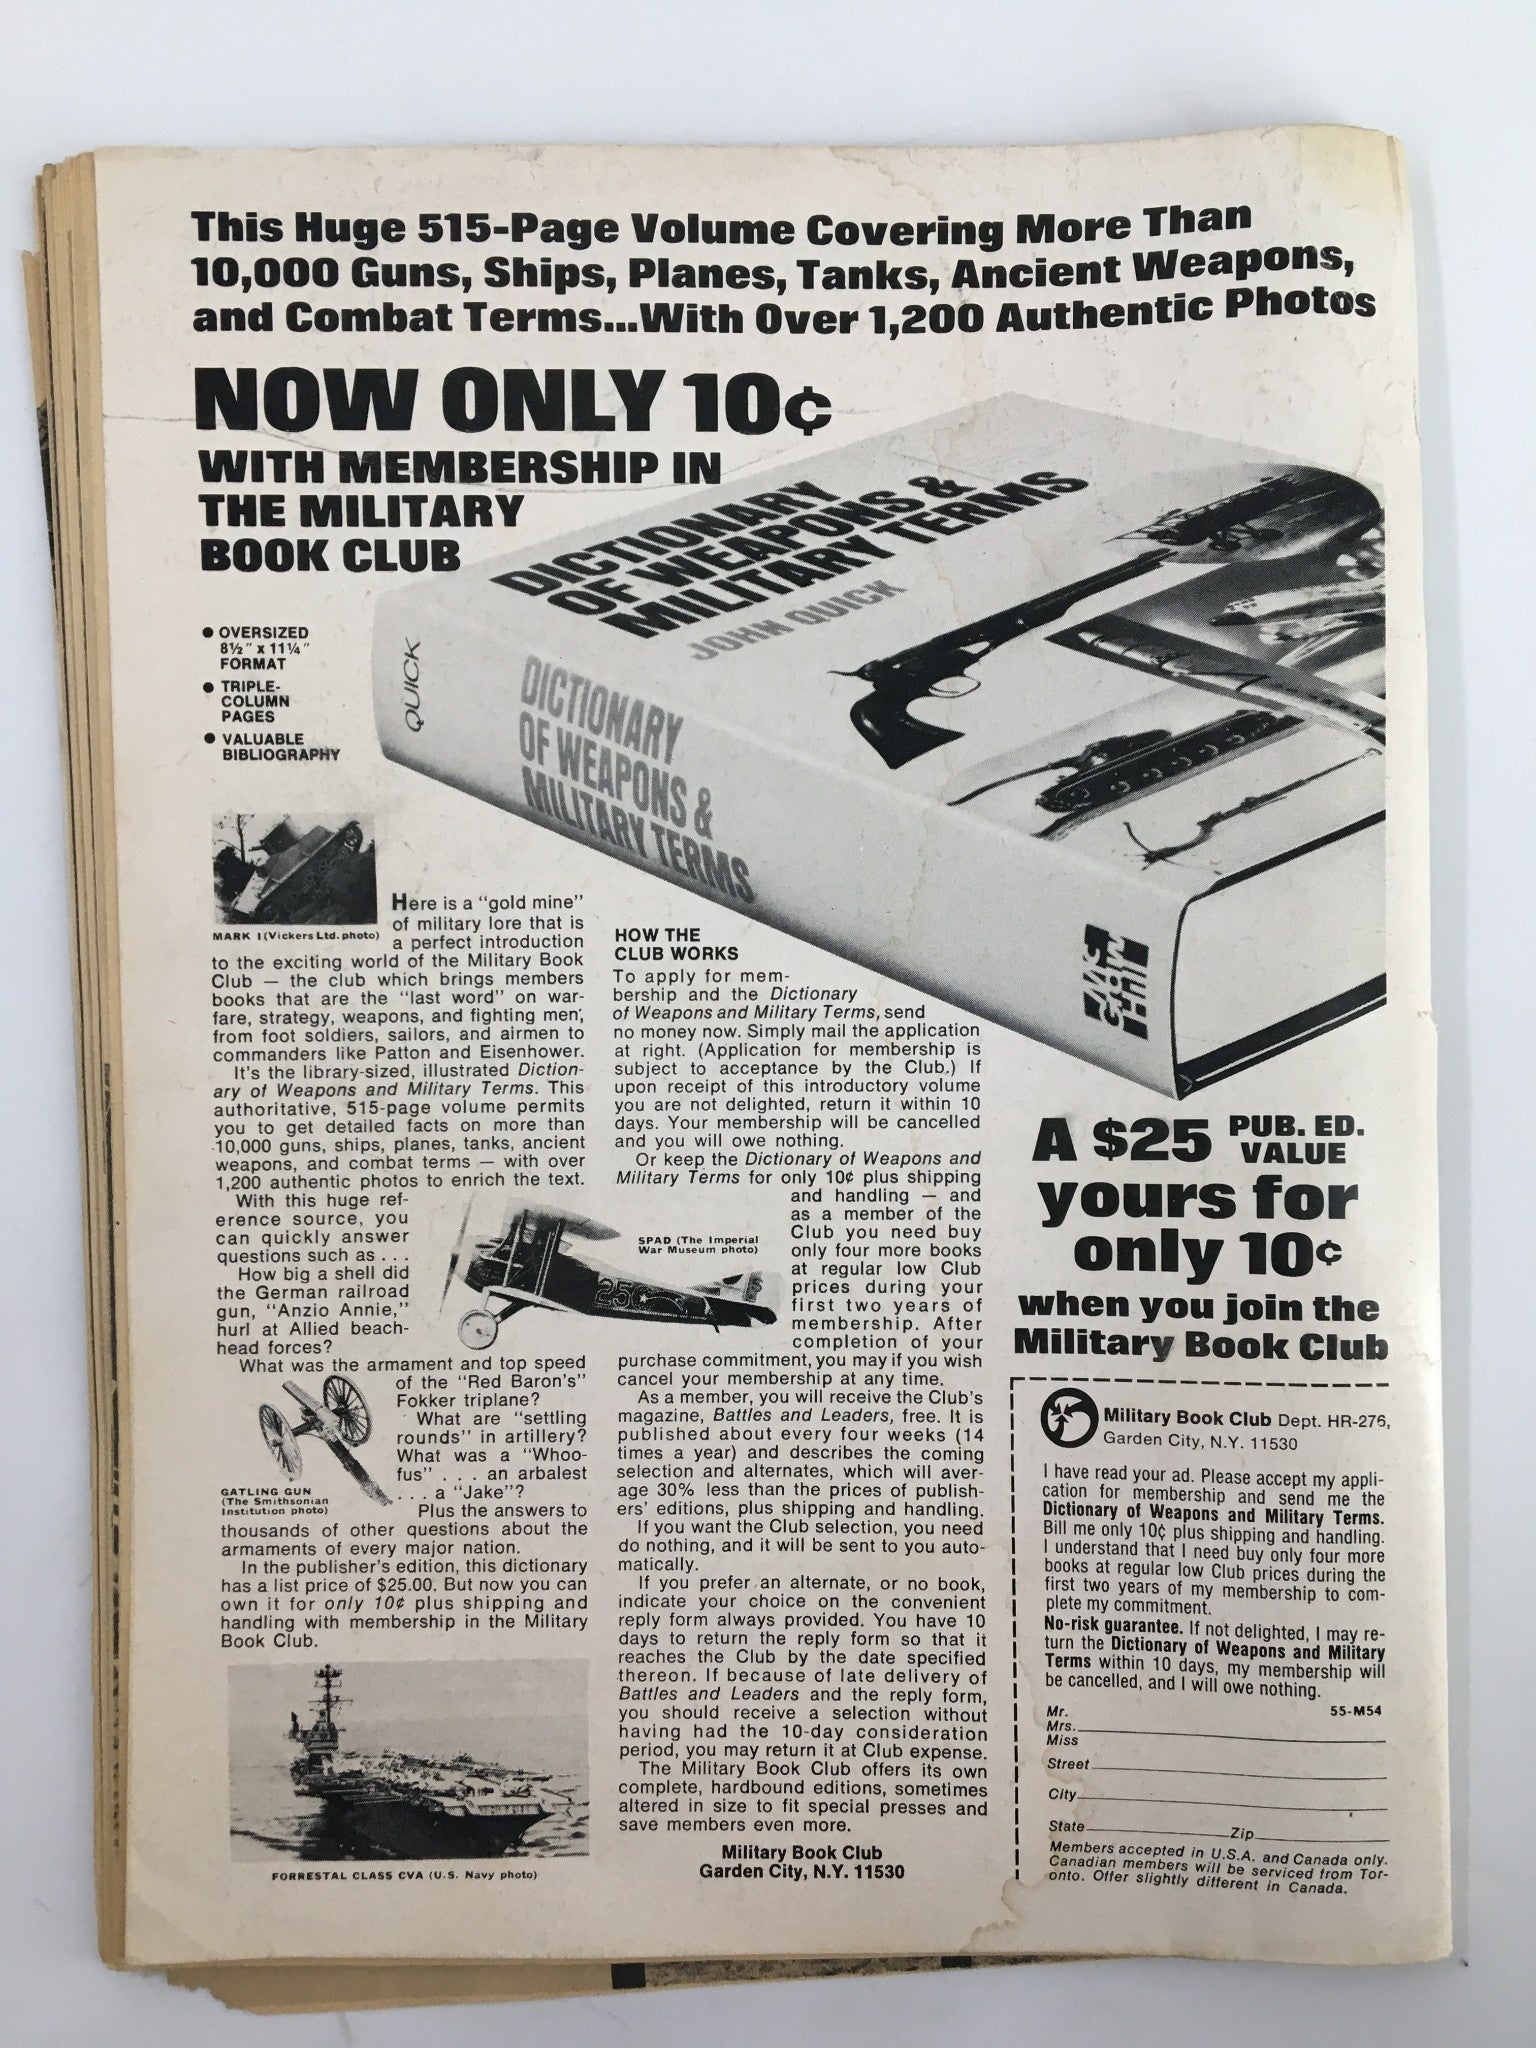 This Huge 515-Page Volume Covering More Than
10,000 Guns, Ships, Planes, Tanks, Ancient Weapons,
and Combat Terms...With Over 1,200 Authentic Photos
NOW ONLY 10¢
WITH MEMBERSHIP IN
THE MILITARY
BOOK CLUB
● OVERSIZED
8½" x 11¼"
FORMAT
● TRIPLE-
COLUMN
PAGES
● VALUABLE
BIBLIOGRAPHY
DICTIONARY
OF WEAPONS &
MILITARY TERMS
JOHN QUICK
QUICK
DICTIONARY
OF WEAPONS &
MILITARY TERMS
Mc
Graw
Hill
MARK I (Vickers Ltd. photo)
Here is a "gold mine"
of military lore that is
a perfect introduction
to the exciting world of the Military Book
Club — the club which brings members
books that are the "last word" on war-
fare, strategy, weapons, and fighting men,
from foot soldiers, sailors, and airmen to
commanders like Patton and Eisenhower.
It's the library-sized, illustrated Diction-
ary of Weapons and Military Terms. This
authoritative, 515-page volume permits
you to get detailed facts on more than
10,000 guns, ships, planes, tanks, ancient
weapons, and combat terms — with over
1,200 authentic photos to enrich the text.
With this huge ref-
erence source, you
can quickly answer
questions such as . . .
How big a shell did
the German railroad
gun, "Anzio Annie,"
hurl at Allied beach-
head forces?
What was the armament and top speed
of the "Red Baron's"
Fokker triplane?
What are "settling
rounds" in artillery?
What was a "Whoo-
fus" . . . an arbalest
. . . a "Jake"?
GATLING GUN
(The Smithsonian
Institution photo)
Plus the answers to
thousands of other questions about the
armaments of every major nation.
In the publisher's edition, this dictionary
has a list price of $25.00. But now you can
own it for only 10¢ plus shipping and
handling with membership in the Military
Book Club.
FORRESTAL CLASS CVA (U.S. Navy photo)
HOW THE
CLUB WORKS
To apply for mem-
bership and the Dictionary
of Weapons and Military Terms, send
no money now. Simply mail the application
at right. (Application for membership is
subject to acceptance by the Club.) If
upon receipt of this introductory volume
you are not delighted, return it within 10
days. Your membership will be cancelled
and you will owe nothing.
Or keep the Dictionary of Weapons and
Military Terms for only 10¢ plus shipping
and handling — and
as a member of the
Club you need buy
only four more books
at regular low Club
prices during your
first two years of
membership. After
completion of your
purchase commitment, you may if you wish
cancel your membership at any time.
SPAD (The Imperial
War Museum photo)
As a member, you will receive the Club's
magazine, Battles and Leaders, free. It is
published about every four weeks (14
times a year) and describes the coming
selection and alternates, which will aver-
age 30% less than the prices of publish-
ers' editions, plus shipping and handling.
If you want the Club selection, you need
do nothing, and it will be sent to you auto-
matically.
If you prefer an alternate, or no book,
indicate your choice on the convenient
reply form always provided. You have 10
days to return the reply form so that it
reaches the Club by the date specified
thereon. If because of late delivery of
Battles and Leaders and the reply form,
you should receive a selection without
having had the 10-day consideration
period, you may return it at Club expense.
The Military Book Club offers its own
complete, hardbound editions, sometimes
altered in size to fit special presses and
save members even more.
Military Book Club
Garden City, N.Y. 11530
A $25 PUB. ED.
VALUE
yours for
only 10¢
when you join the
Military Book Club
Military Book Club Dept. HR-276,
Garden City, N.Y. 11530
I have read your ad. Please accept my appli-
cation for membership and send me the
Dictionary of Weapons and Military Terms.
Bill me only 10¢ plus shipping and handling.
I understand that I need buy only four more
books at regular low Club prices during the
first two years of my membership to com-
plete my commitment.
No-risk guarantee. If not delighted, I may re-
turn the Dictionary of Weapons and Military
Terms within 10 days, my membership will
be cancelled, and I will owe nothing.
Mr. 55-M54
Mrs.
Miss
Street
City
State Zip
Members accepted in U.S.A. and Canada only.
Canadian members will be serviced from Tor-
onto. Offer slightly different in Canada.